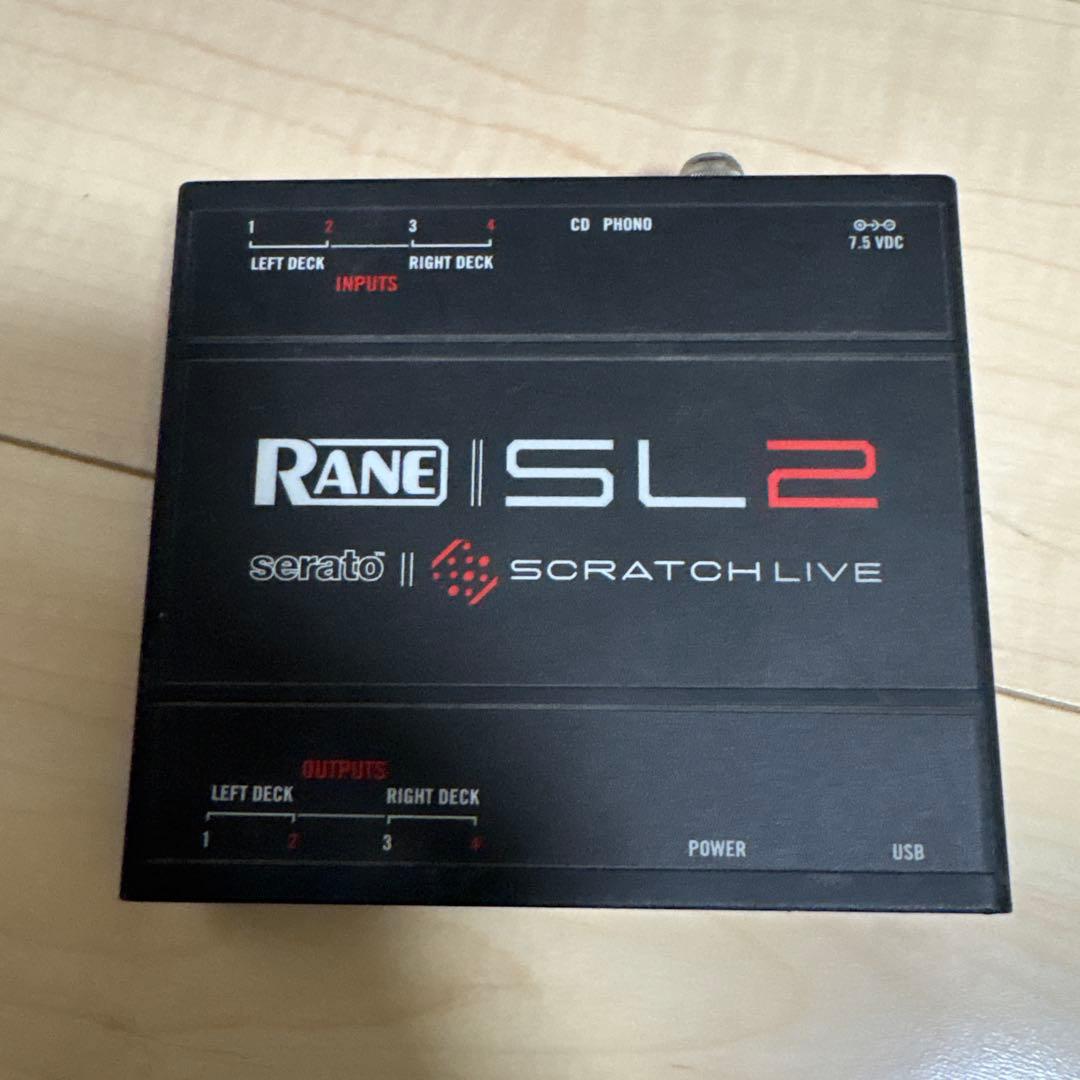 1 2 3 4 CD PHONO
LEFT DECK RIGHT DECK 7.5 VDC
INPUTS
RANE SL2
serato™ SCRATCH LIVE
OUTPUTS
LEFT DECK RIGHT DECK
1 2 3 4
POWER USB